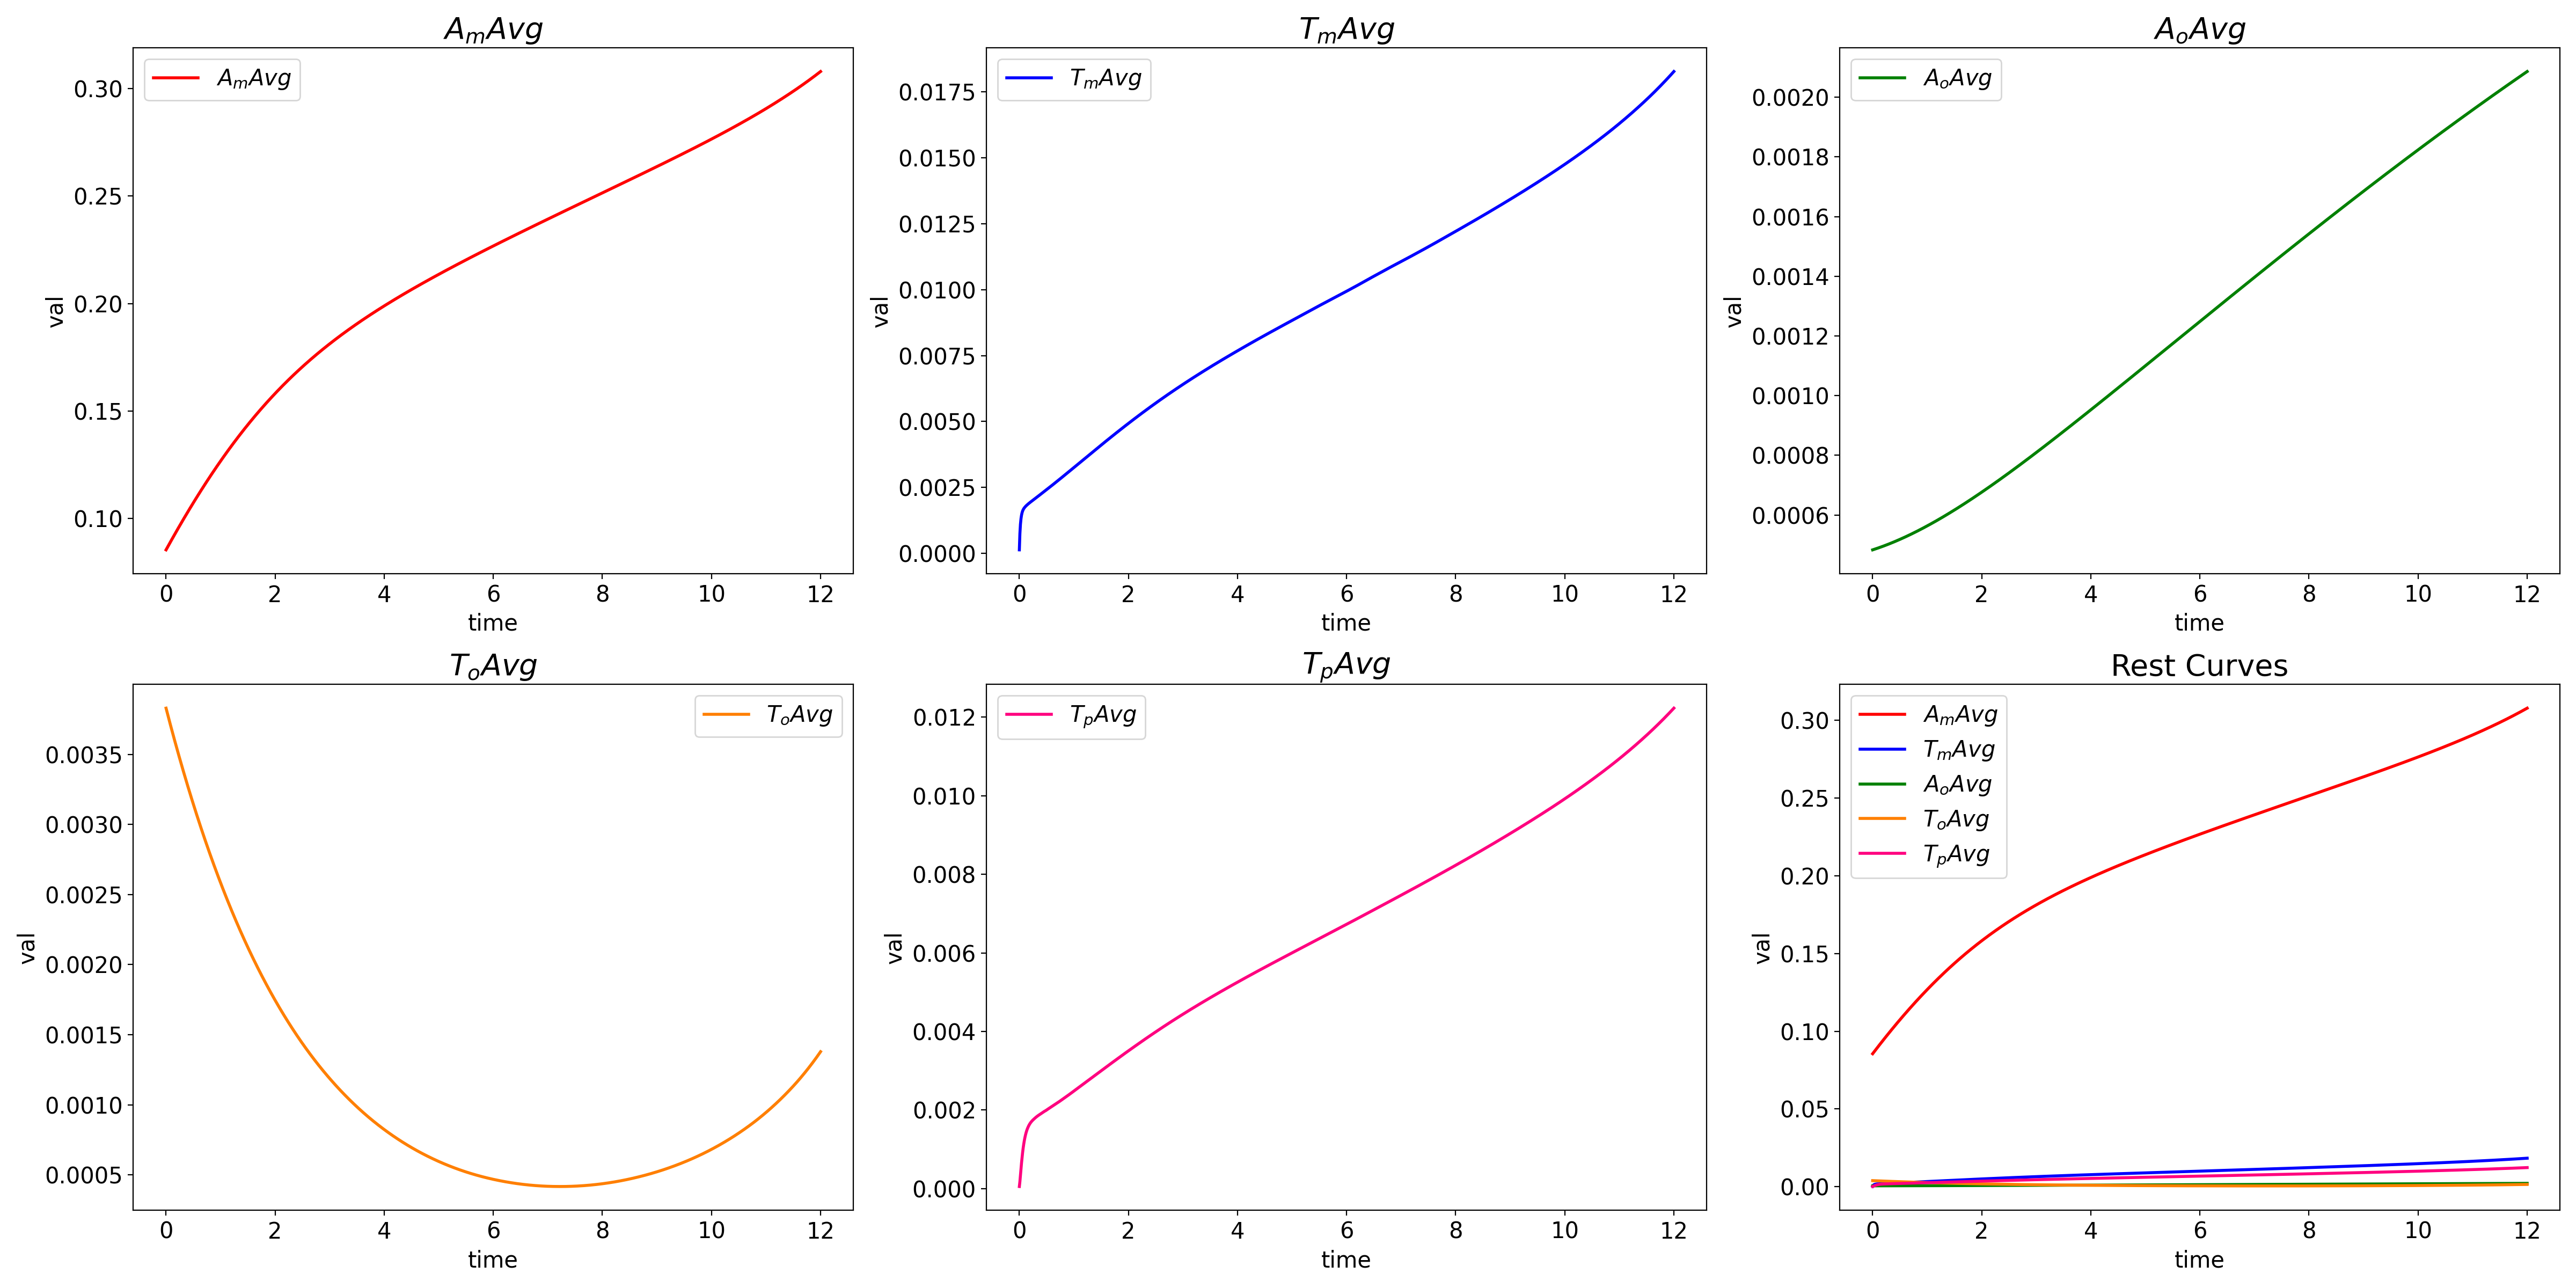 A_mAvg
A_mAvg
val
0.30
0.25
0.20
0.15
0.10
0 2 4 6 8 10 12
time
T_mAvg
T_mAvg
val
0.0175
0.0150
0.0125
0.0100
0.0075
0.0050
0.0025
0.0000
0 2 4 6 8 10 12
time
A_oAvg
A_oAvg
val
0.0020
0.0018
0.0016
0.0014
0.0012
0.0010
0.0008
0.0006
0 2 4 6 8 10 12
time
T_oAvg
T_oAvg
val
0.0035
0.0030
0.0025
0.0020
0.0015
0.0010
0.0005
0 2 4 6 8 10 12
time
T_pAvg
T_pAvg
val
0.012
0.010
0.008
0.006
0.004
0.002
0.000
0 2 4 6 8 10 12
time
Rest Curves
A_mAvg
T_mAvg
A_oAvg
T_oAvg
T_pAvg
val
0.30
0.25
0.20
0.15
0.10
0.05
0.00
0 2 4 6 8 10 12
time